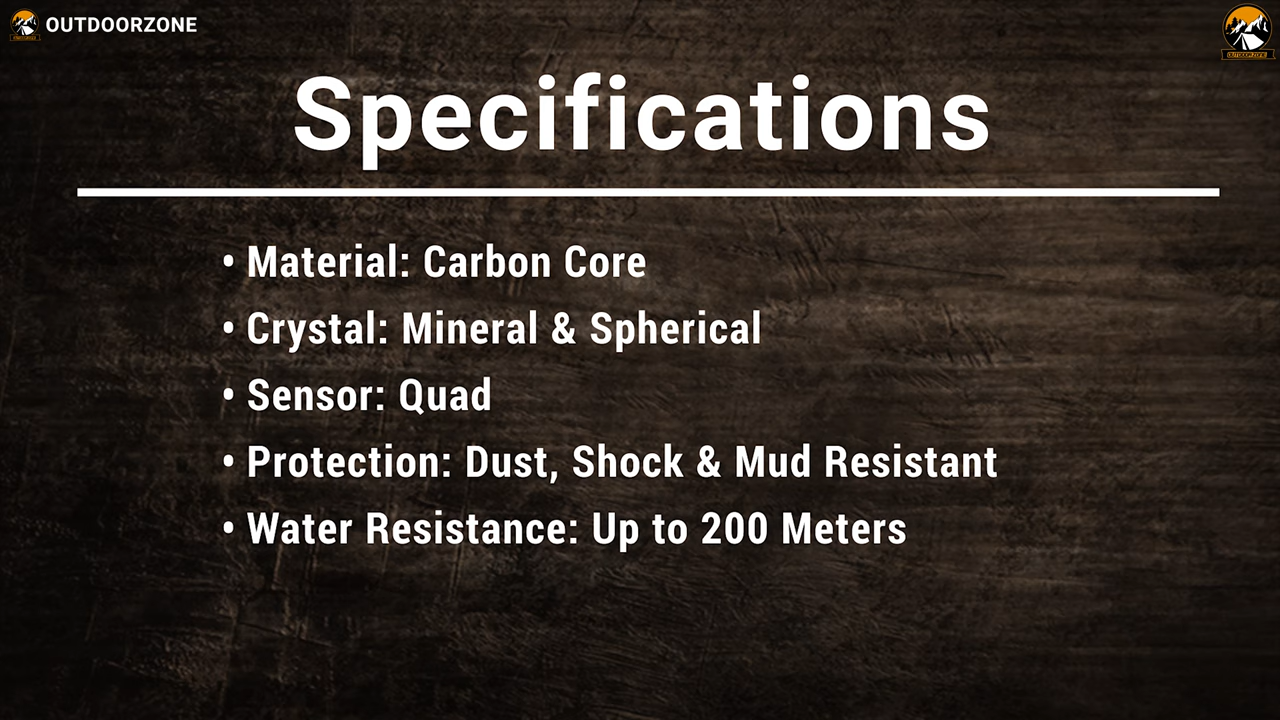 OUTDOORZONE
OUTDOORZONE
Specifications
• Material: Carbon Core
• Crystal: Mineral & Spherical
• Sensor: Quad
• Protection: Dust, Shock & Mud Resistant
• Water Resistance: Up to 200 Meters